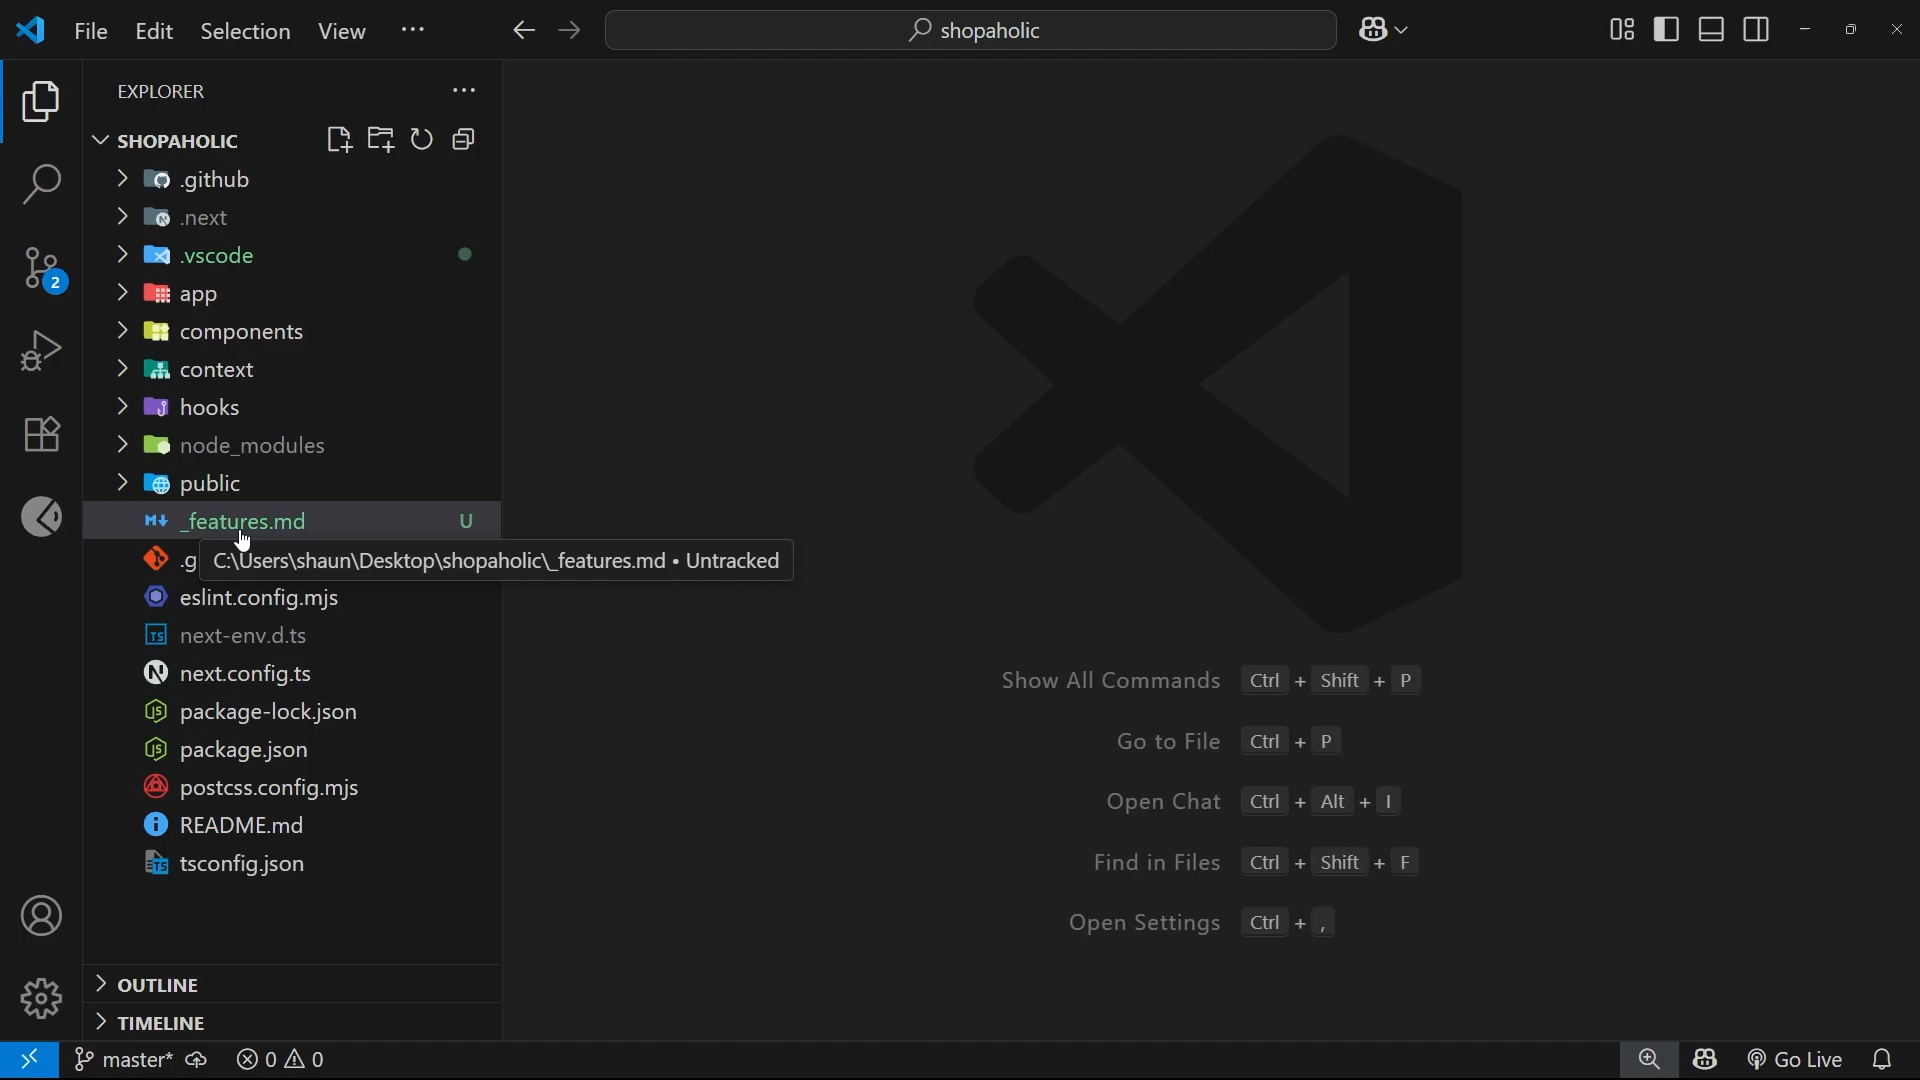 File Edit Selection View ··· shopaholic
EXPLORER ···
SHOPAHOLIC
.github
.next
.vscode
app
components
context
hooks
node_modules
public
_features.md U
.g C:\Users\shaun\Desktop\shopaholic\_features.md • Untracked
eslint.config.mjs
next-env.d.ts
next.config.ts
package-lock.json
package.json
postcss.config.mjs
README.md
tsconfig.json
OUTLINE
TIMELINE
2
Show All Commands Ctrl + Shift + P
Go to File Ctrl + P
Open Chat Ctrl + Alt + I
Find in Files Ctrl + Shift + F
Open Settings Ctrl + ,
master* 0 0 Go Live